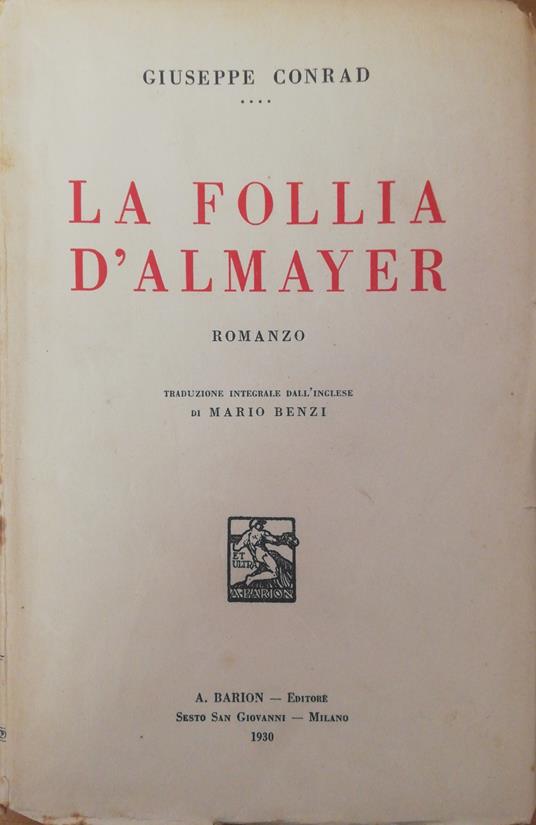 GIUSEPPE CONRAD
....
LA FOLLIA
D'ALMAYER
ROMANZO
TRADUZIONE INTEGRALE DALL'INGLESE
DI MARIO BENZI
ET
ULTRA
A.BARION
A. BARION — EDITORE
SESTO SAN GIOVANNI — MILANO
1930